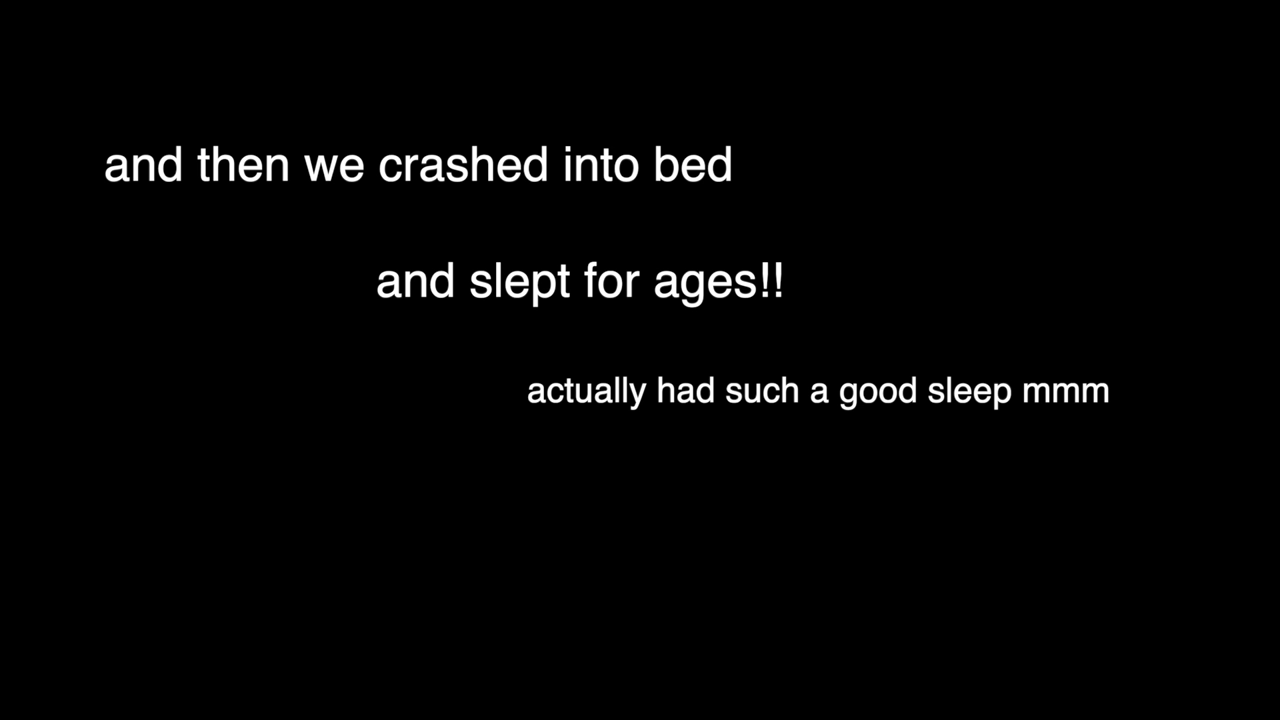 and then we crashed into bed
and slept for ages!!
actually had such a good sleep mmm